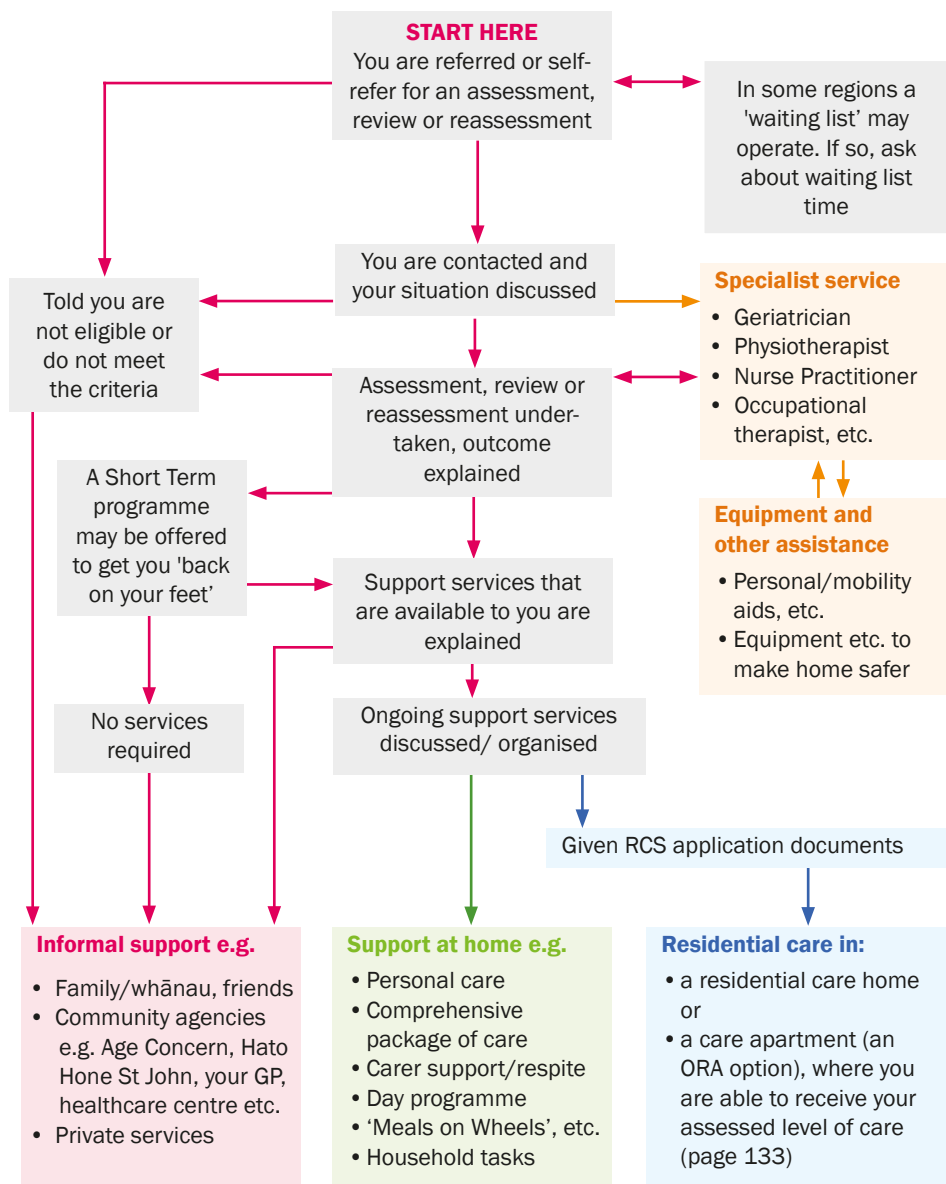 START HERE
You are referred or self-
refer for an assessment,
review or reassessment
In some regions a
'waiting list’ may
operate. If so, ask
about waiting list
time
You are contacted and
your situation discussed
Told you are
not eligible or
do not meet
the criteria
Specialist service
• Geriatrician
• Physiotherapist
• Nurse Practitioner
• Occupational
therapist, etc.
Assessment, review or
reassessment under-
taken, outcome
explained
A Short Term
programme
may be offered
to get you 'back
on your feet’
Equipment and
other assistance
• Personal/mobility
aids, etc.
• Equipment etc. to
make home safer
Support services that
are available to you are
explained
No services
required
Ongoing support services
discussed/ organised
Given RCS application documents
Informal support e.g.
• Family/whānau, friends
• Community agencies
e.g. Age Concern, Hato
Hone St John, your GP,
healthcare centre etc.
• Private services
Support at home e.g.
• Personal care
• Comprehensive
package of care
• Carer support/respite
• Day programme
• ‘Meals on Wheels’, etc.
• Household tasks
Residential care in:
• a residential care home
or
• a care apartment (an
ORA option), where you
are able to receive your
assessed level of care
(page 133)